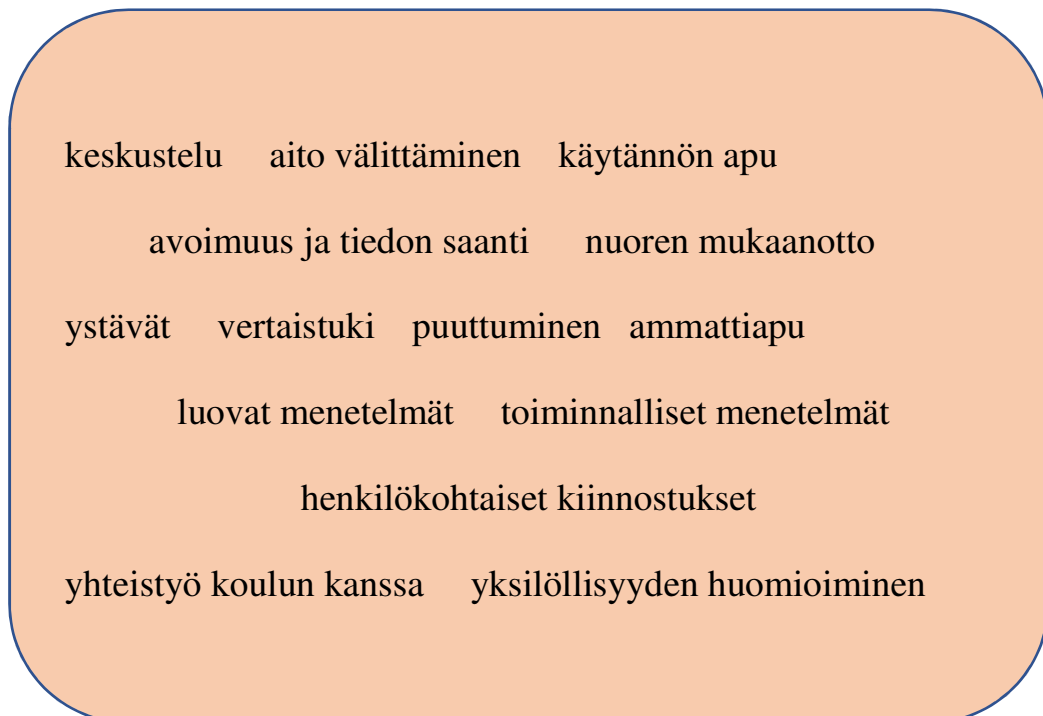 keskustelu aito välittäminen käytännön apu
avoimuus ja tiedon saanti nuoren mukaanotto
ystävät vertaistuki puuttuminen ammattiapu
luovat menetelmät toiminnalliset menetelmät
henkilökohtaiset kiinnostukset
yhteistyö koulun kanssa yksilöllisyyden huomioiminen